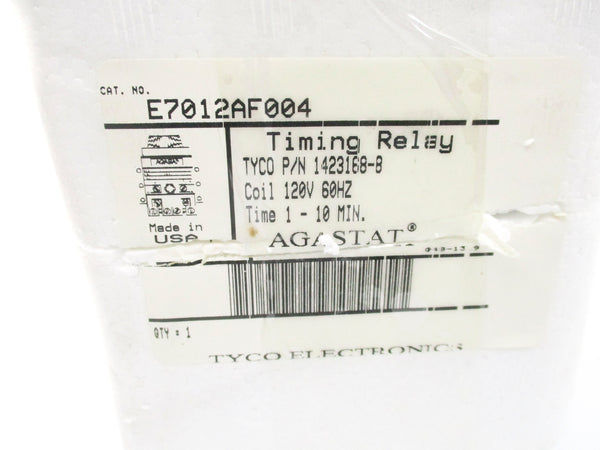 CAT. NO.
E7012AF004
Timing Relay
TYCO P/N 1423168-8
Coil 120V 60HZ
Time 1 - 10 MIN.
Made in
USA
AGASTAT®
QTY = 1
TYCO ELECTRONICS